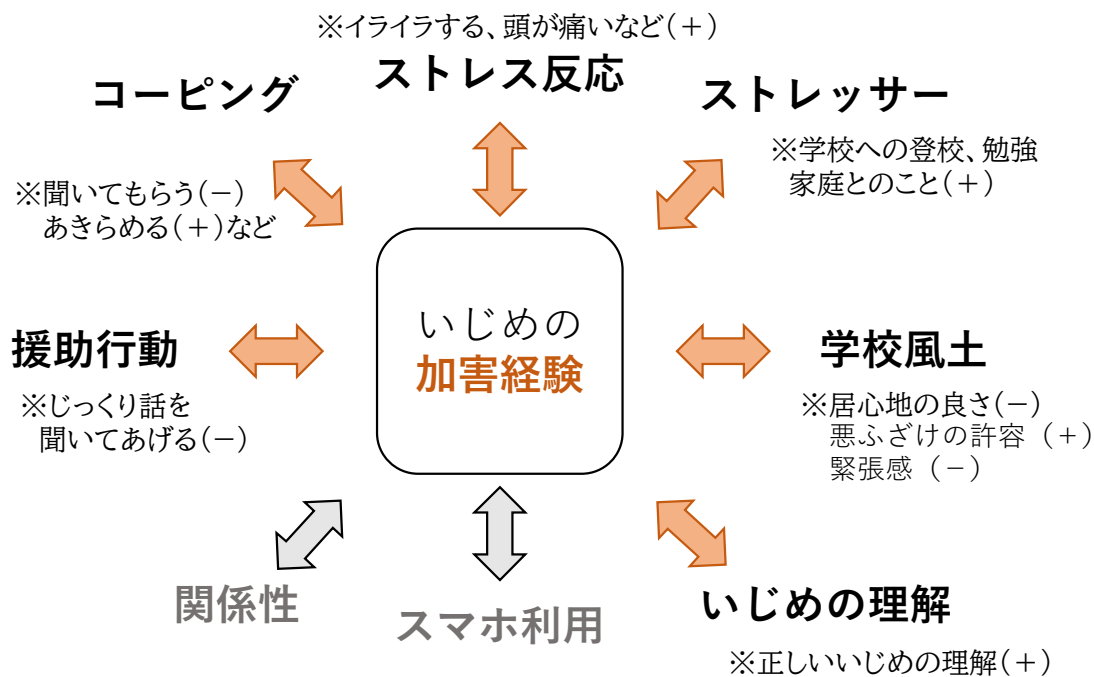 ※イライラする、頭が痛いなど(+)
ストレス反応
コーピング
ストレッサー
※学校への登校、勉強
家庭とのこと(+)
※聞いてもらう(-)
あきらめる(+)など
いじめの
加害経験
援助行動
※じっくり話を
聞いてあげる(-)
学校風土
※居心地の良さ(-)
悪ふざけの許容(+)
緊張感(-)
関係性
スマホ利用
いじめの理解
※正しいいじめの理解(+)